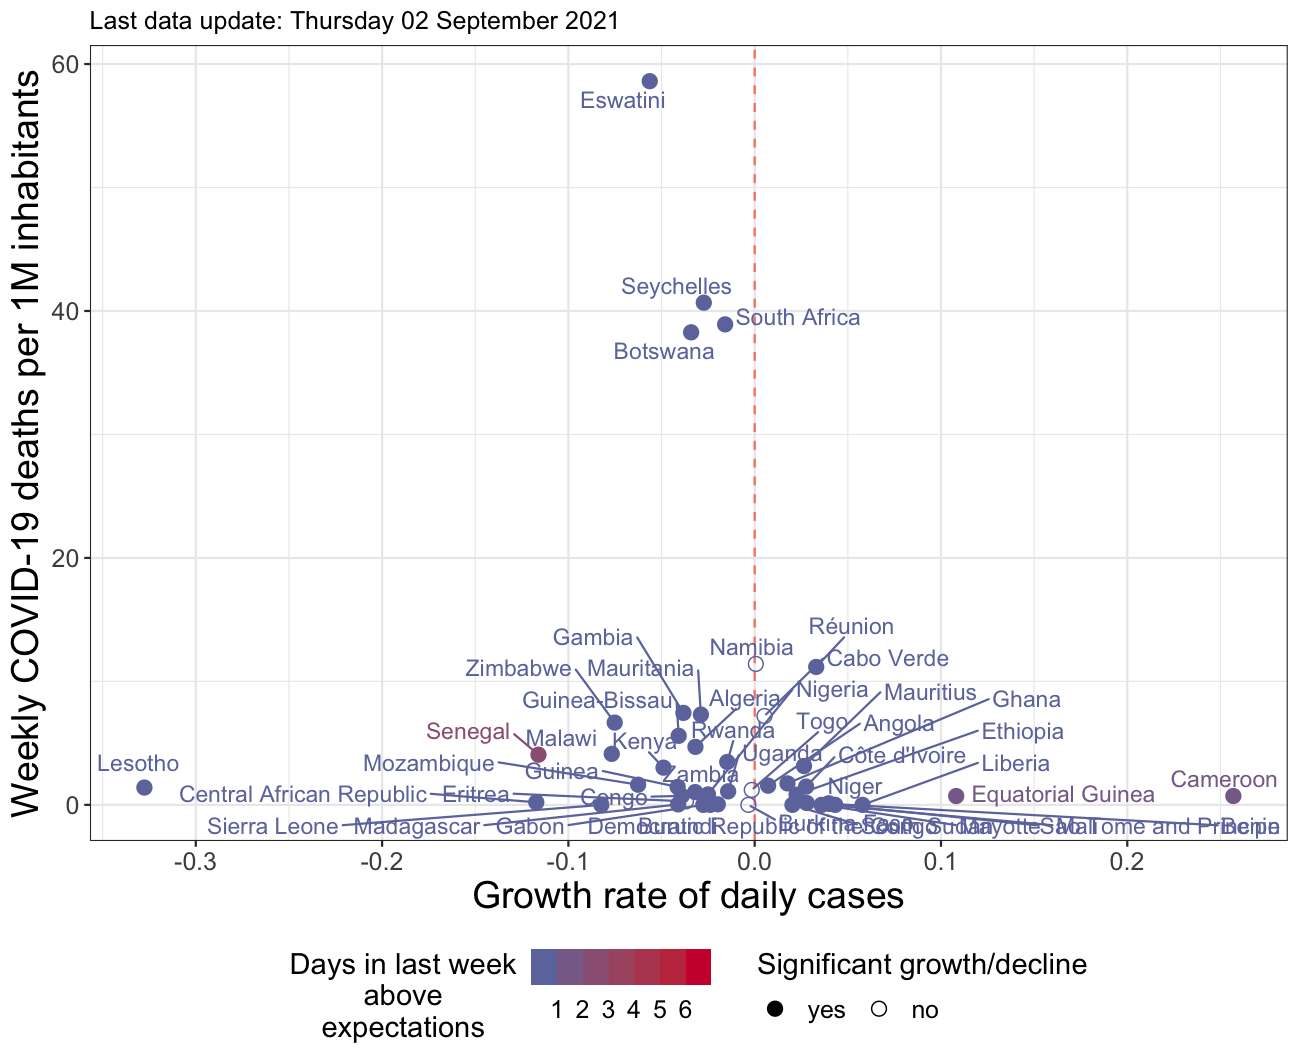 Last data update: Thursday 02 September 2021
Weekly COVID-19 deaths per 1M inhabitants
60
40
20
0
Eswatini
Seychelles
South Africa
Botswana
Réunion
Gambia
Namibia
Cabo Verde
Zimbabwe
Mauritania
Nigeria
Mauritius
Guinea-Bissau
Algeria
Ghana
Togo
Angola
Senegal
Malawi
Kenya
Rwanda
Ethiopia
Lesotho
Mozambique
Guinea
Zambia
Uganda
Côte d'Ivoire
Liberia
Cameroon
Central African Republic
Eritrea
Congo
Niger
Equatorial Guinea
Sierra Leone
Madagascar
Gabon
Democratic Republic of the Congo
Burundi
Burkina Faso
South Sudan
Mayotte
Mali
Sao Tome and Principe
Benin
-0.3
-0.2
-0.1
0.0
0.1
0.2
Growth rate of daily cases
Days in last week
above
expectations
1 2 3 4 5 6
Significant growth/decline
yes
no